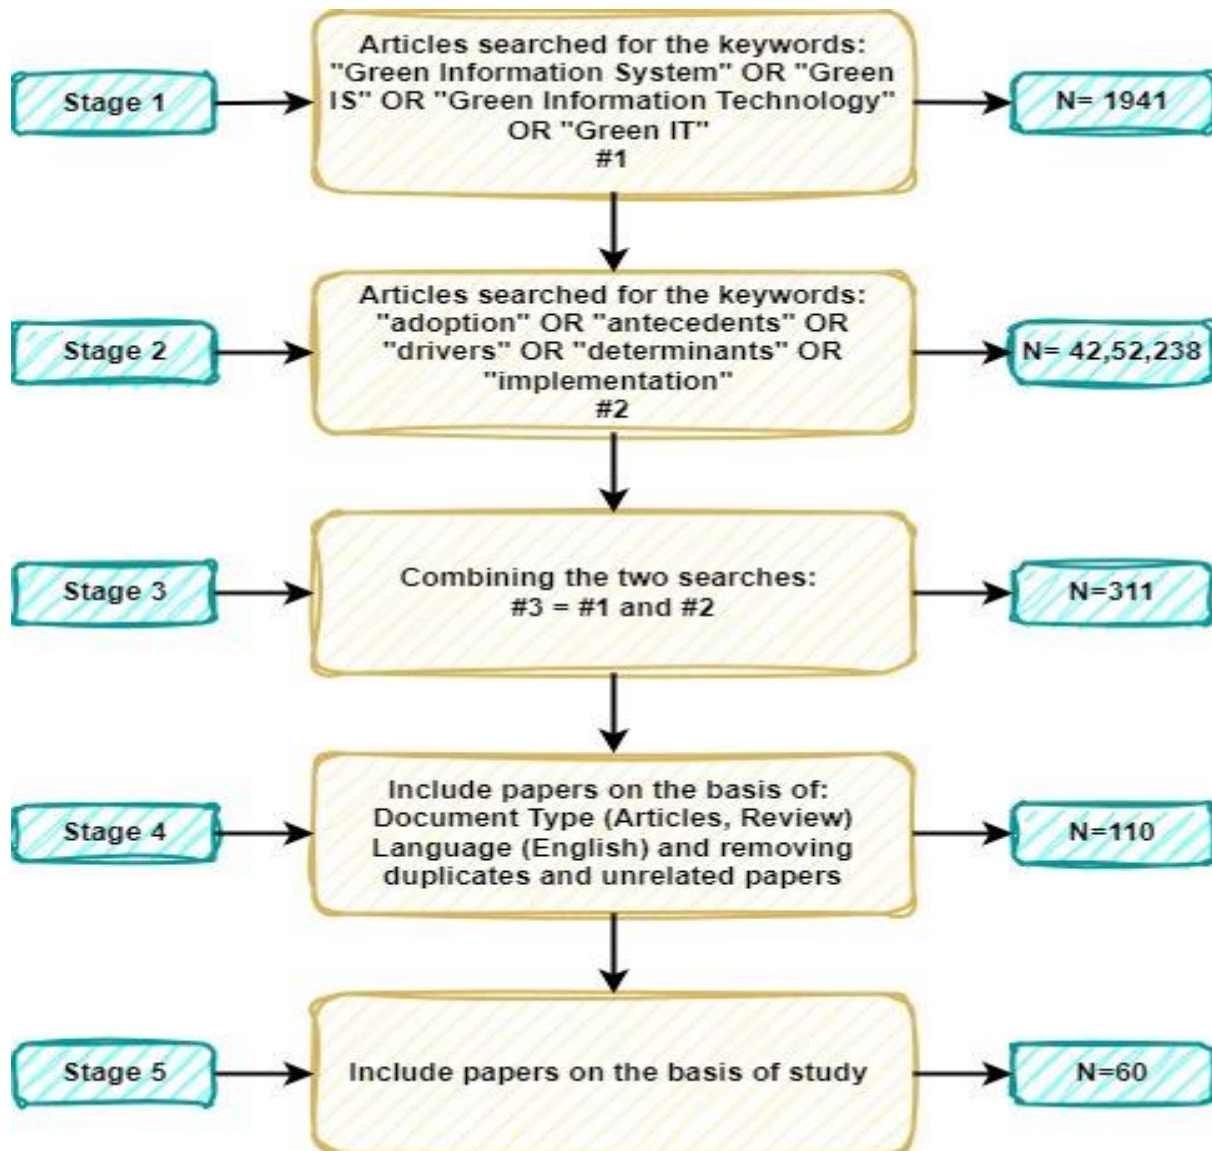 Stage 1
Articles searched for the keywords:
"Green Information System" OR "Green
IS" OR "Green Information Technology"
OR "Green IT"
#1
N= 1941
Stage 2
Articles searched for the keywords:
"adoption" OR "antecedents" OR
"drivers" OR "determinants" OR
"implementation"
#2
N= 42,52,238
Stage 3
Combining the two searches:
#3 = #1 and #2
N=311
Stage 4
Include papers on the basis of:
Document Type (Articles, Review)
Language (English) and removing
duplicates and unrelated papers
N=110
Stage 5
Include papers on the basis of study
N=60